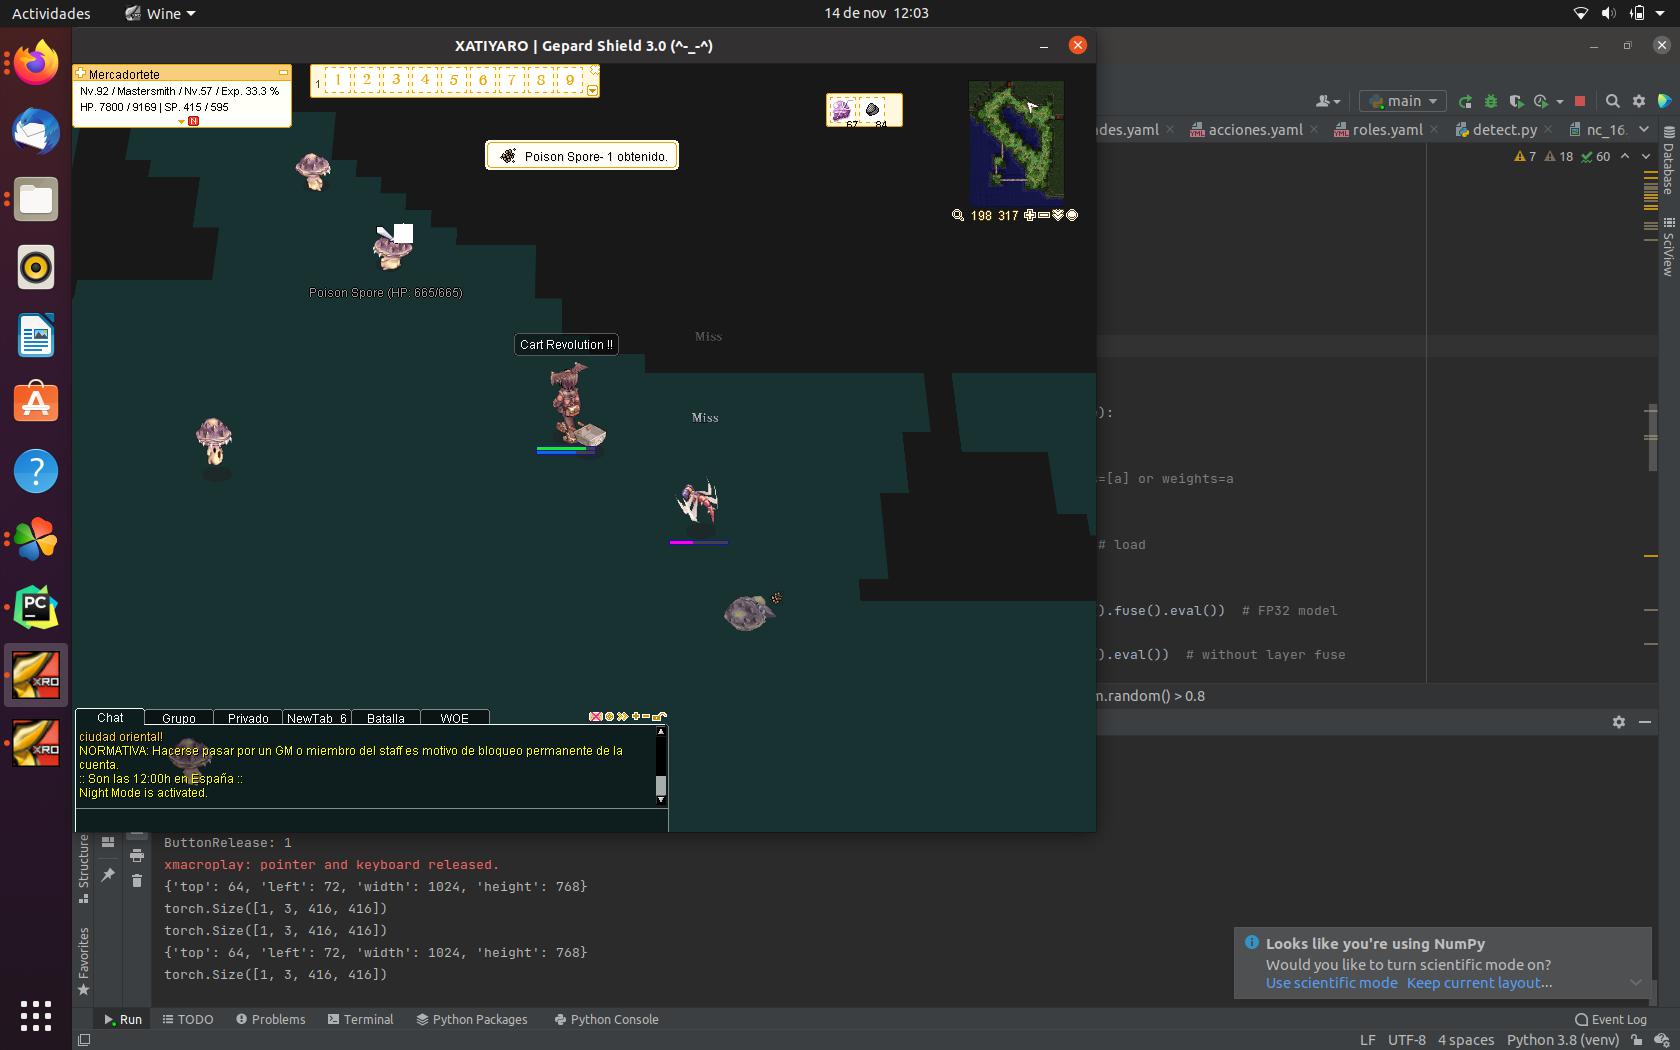 Actividades
Wine
14 de nov 12:03
XATIYARO | Gepard Shield 3.0 (^-_-^)
Mercadortete
Nv.92 / Mastersmith / Nv.57 / Exp. 33.3 %
HP. 7800 / 9169 | SP. 415 / 595
N
1 1 2 3 4 5 6 7 8 9
67 84
Poison Spore- 1 obtenido.
198 317
Poison Spore (HP: 665/665)
Miss
Cart Revolution !!
Miss
main
des.yaml
acciones.yaml
roles.yaml
detect.py
nc_16.
7 18 60
Database
SciView
):
=[a] or weights=a
# load
).fuse().eval()) # FP32 model
).eval()) # without layer fuse
m.random() > 0.8
PC
XRO
XRO
Chat Grupo Privado NewTab_6 Batalla WOE
ciudad oriental!
NORMATIVA: Hacerse pasar por un GM o miembro del staff es motivo de bloqueo permanente de la
cuenta.
:: Son las 12:00h en España ::
Night Mode is activated.
Structure
Favorites
ButtonRelease: 1
xmacroplay: pointer and keyboard released.
{'top': 64, 'left': 72, 'width': 1024, 'height': 768}
torch.Size([1, 3, 416, 416])
torch.Size([1, 3, 416, 416])
{'top': 64, 'left': 72, 'width': 1024, 'height': 768}
torch.Size([1, 3, 416, 416])
Looks like you're using NumPy
Would you like to turn scientific mode on?
Use scientific mode Keep current layout...
Run TODO Problems Terminal Python Packages Python Console
Event Log
LF UTF-8 4 spaces Python 3.8 (venv)